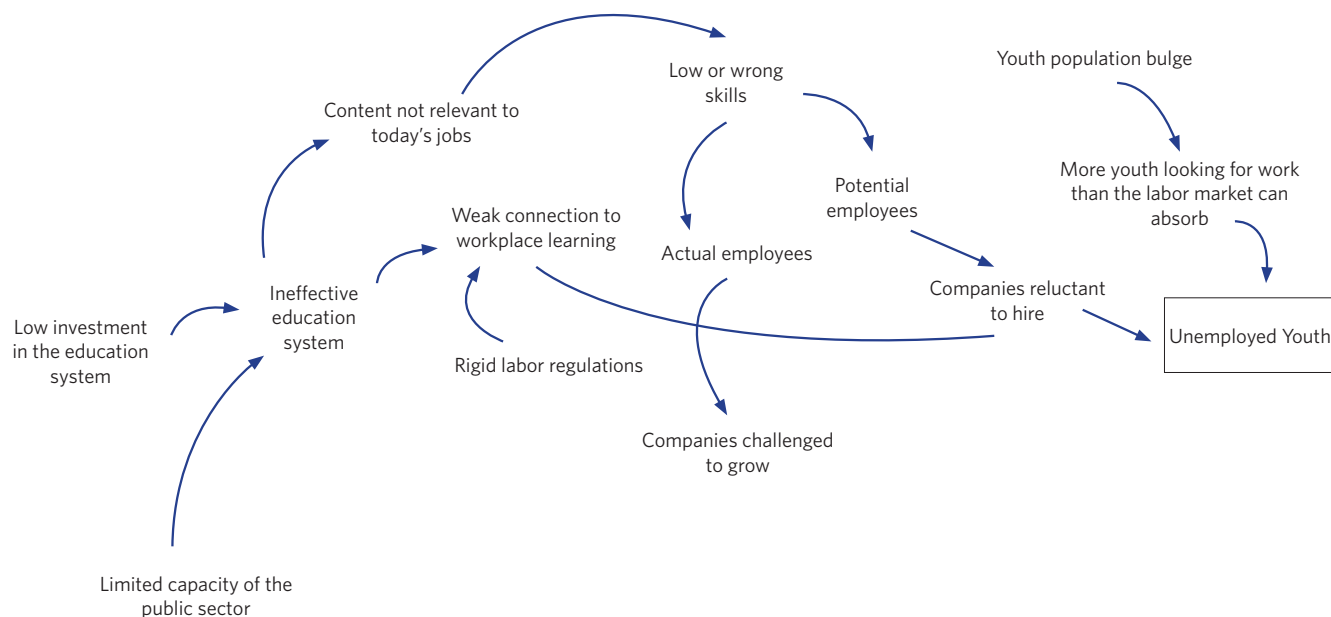 Youth population bulge
Low or wrong
skills
Content not relevant to
today's jobs
More youth looking for work
than the labor market can
absorb
Potential
employees
Weak connection to
workplace learning
Actual employees
Companies reluctant
to hire
Ineffective
education
system
Low investment
in the education
system
Unemployed Youth
Rigid labor regulations
Companies challenged
to grow
Limited capacity of the
public sector